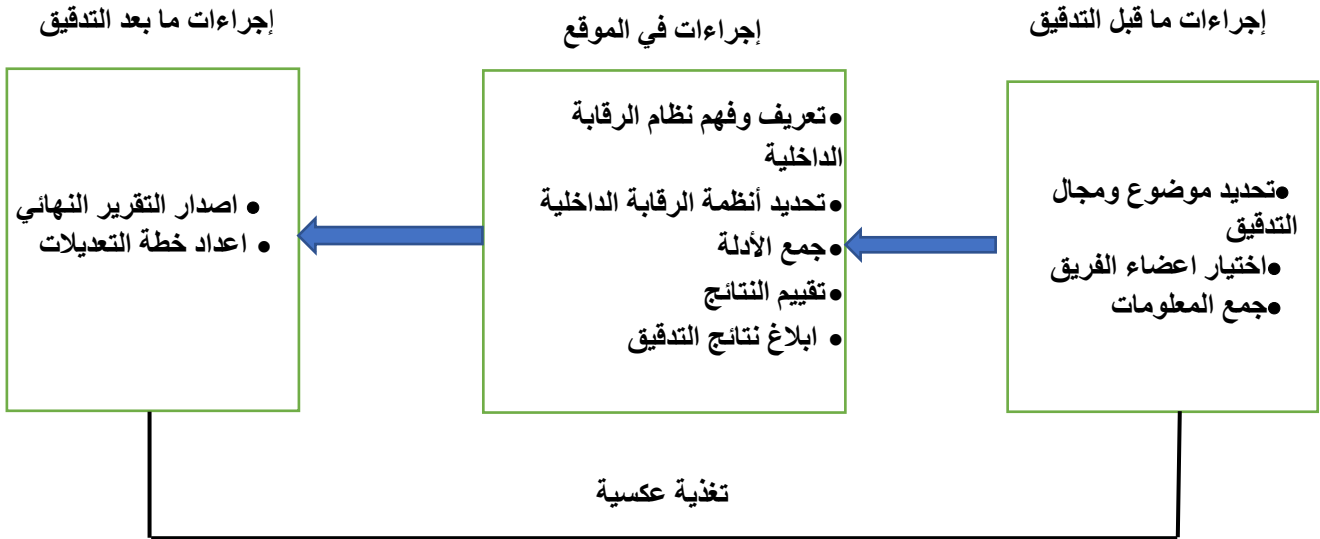 إجراءات ما قبل التدقيق
●تحديد موضوع ومجال
التدقيق
●اختيار اعضاء الفريق
●جمع المعلومات
إجراءات في الموقع
●تعريف وفهم نظام الرقابة
الداخلية
●تحديد أنظمة الرقابة الداخلية
●جمع الأدلة
●تقييم النتائج
● ابلاغ نتائج التدقيق
إجراءات ما بعد التدقيق
● اصدار التقرير النهائي
● اعداد خطة التعديلات
تغذية عكسية